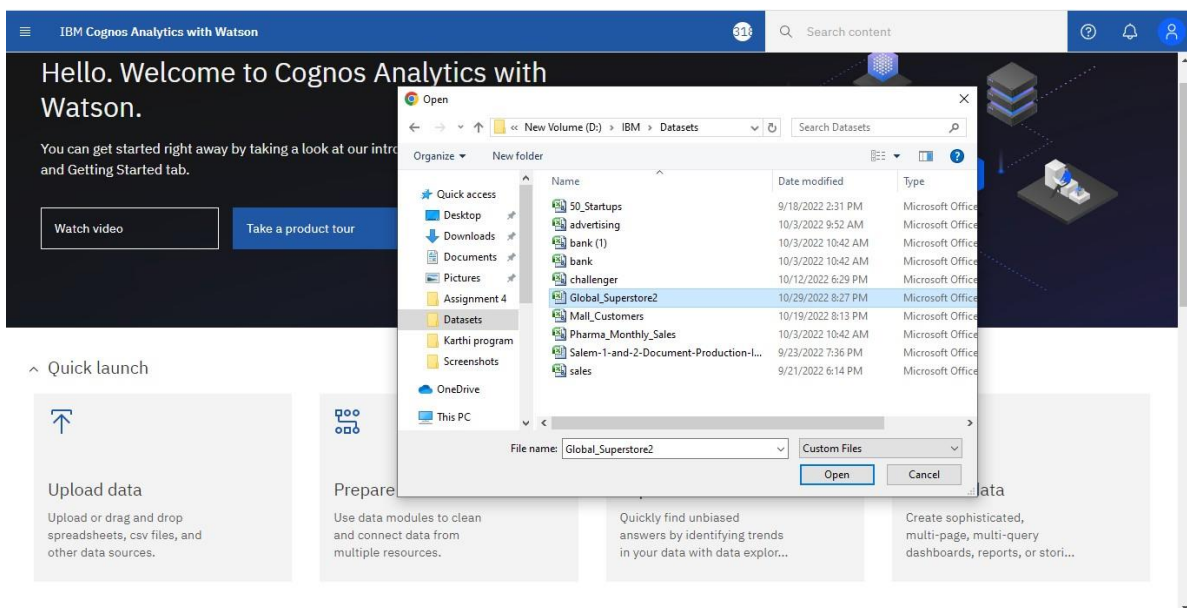 IBM Cognos Analytics with Watson
318
Search content
Hello. Welcome to Cognos Analytics with
Watson.
You can get started right away by taking a look at our intro
and Getting Started tab.
Watch video
Take a product tour
Open
« New Volume (D:) > IBM > Datasets
Search Datasets
Organize
New folder
Name
Date modified
Type
Quick access
Desktop
Downloads
Documents
Pictures
Assignment 4
Datasets
Karthi program
Screenshots
OneDrive
This PC
50_Startups 9/18/2022 2:31 PM Microsoft Office
advertising 10/3/2022 9:52 AM Microsoft Office
bank (1) 10/3/2022 10:42 AM Microsoft Office
bank 10/3/2022 10:42 AM Microsoft Office
challenger 10/12/2022 6:29 PM Microsoft Office
Global_Superstore2 10/29/2022 8:27 PM Microsoft Office
Mall_Customers 10/19/2022 8:13 PM Microsoft Office
Pharma_Monthly_Sales 10/3/2022 10:42 AM Microsoft Office
Salem-1-and-2-Document-Production-I... 9/23/2022 7:36 PM Microsoft Office
sales 9/21/2022 6:14 PM Microsoft Office
File name: Global_Superstore2
Custom Files
Open
Cancel
Quick launch
Upload data
Upload or drag and drop
spreadsheets, csv files, and
other data sources.
Prepare
Use data modules to clean
and connect data from
multiple resources.
Quickly find unbiased
answers by identifying trends
in your data with data explor...
data
Create sophisticated,
multi-page, multi-query
dashboards, reports, or stori...